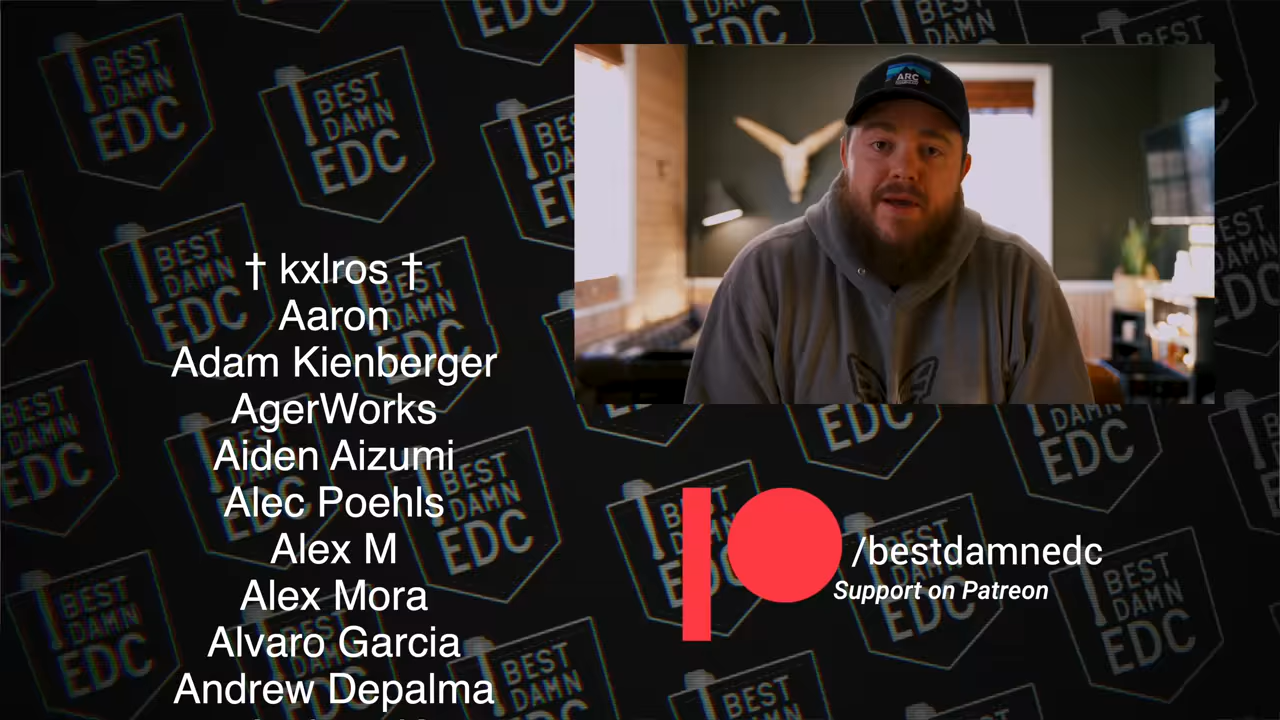 BEST DAMN EDC
† kxlros †
Aaron
Adam Kienberger
AgerWorks
Aiden Aizumi
Alec Poehls
Alex M
Alex Mora
Alvaro Garcia
Andrew Depalma
ARC
/bestdamnedc
Support on Patreon